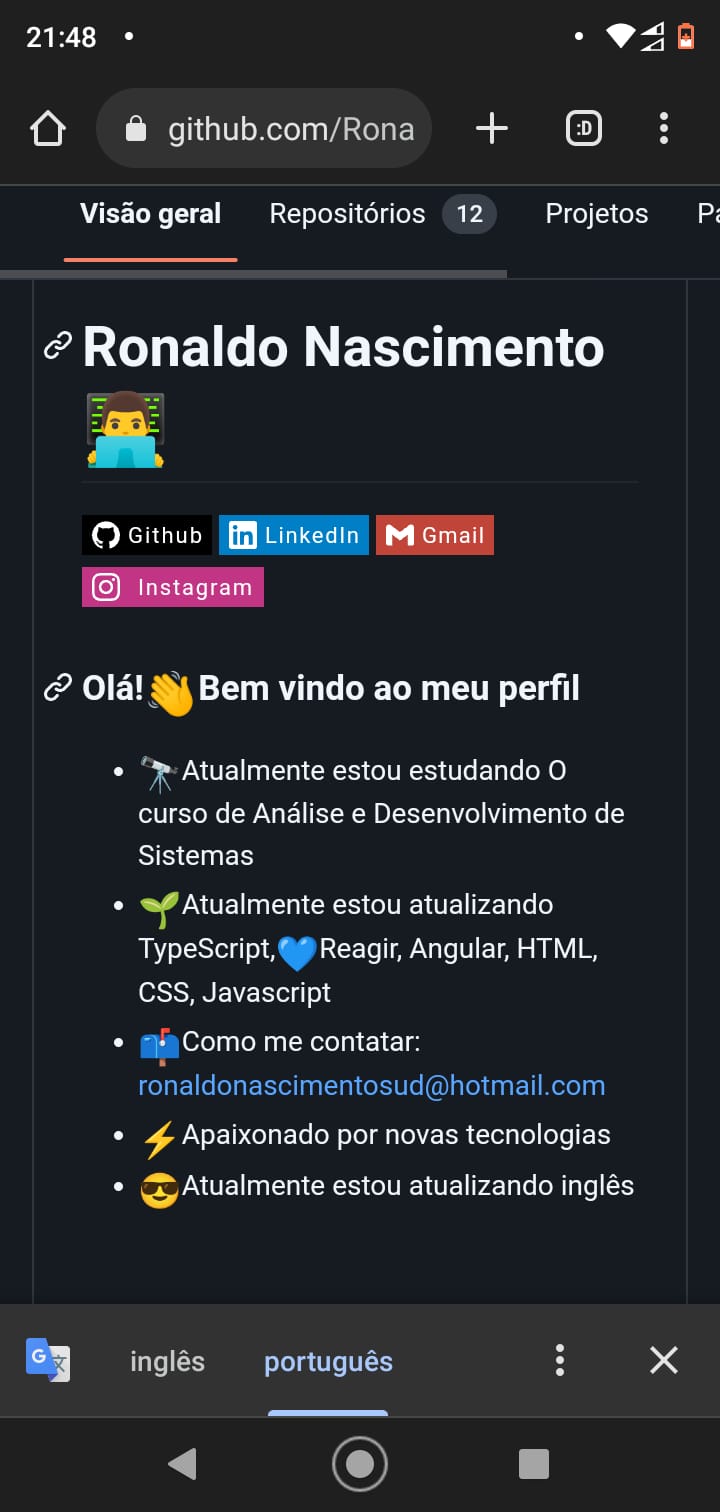 21:48
github.com/Rona
:D
Visão geral
Repositórios 12
Projetos
Pa
Ronaldo Nascimento
Github
LinkedIn
Gmail
Instagram
Olá!👋Bem vindo ao meu perfil
🔭Atualmente estou estudando O
curso de Análise e Desenvolvimento de
Sistemas
🌱Atualmente estou atualizando
TypeScript,💙Reagir, Angular, HTML,
CSS, Javascript
📫Como me contatar:
ronaldonascimentosud@hotmail.com
⚡Apaixonado por novas tecnologias
😎Atualmente estou atualizando inglês
G
inglês
português